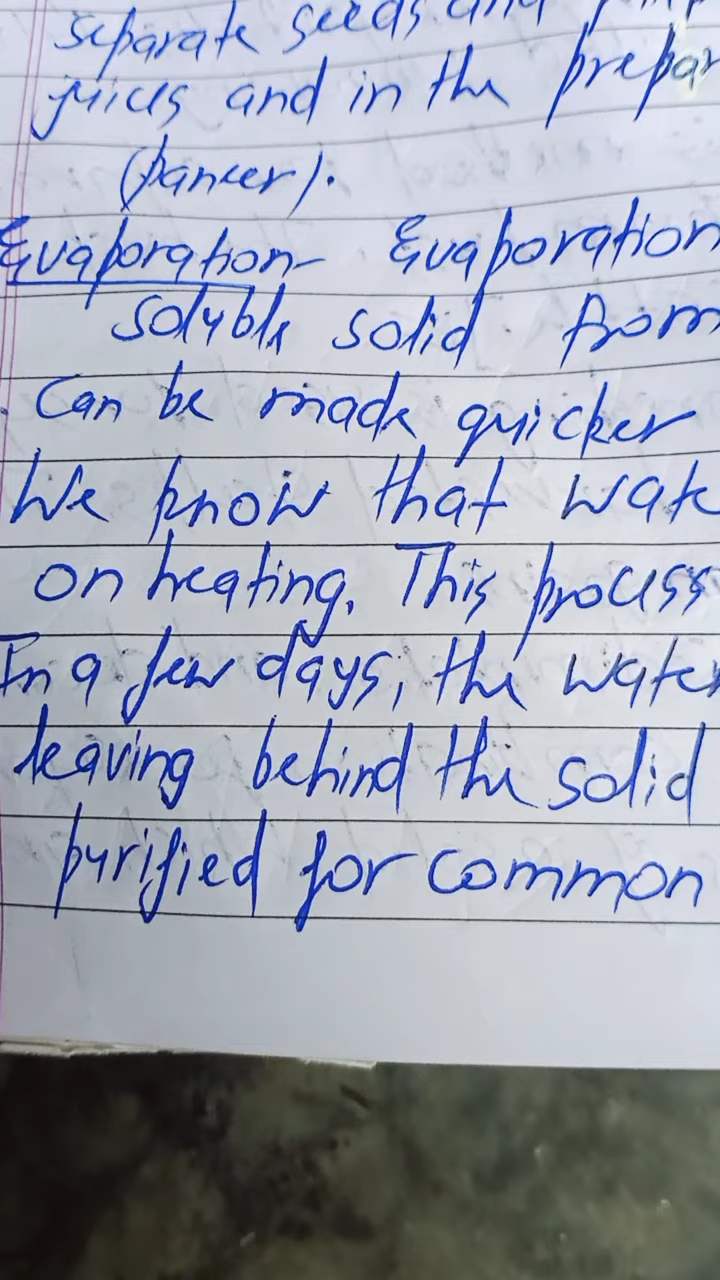 separate seeds and
juices and in the prepar
(paneer).
Evaporation- Evaporation
soluble solid from
. Can be made quicker
We know that wate
on heating. This process
In a few days, the water
leaving behind the solid
purified for common